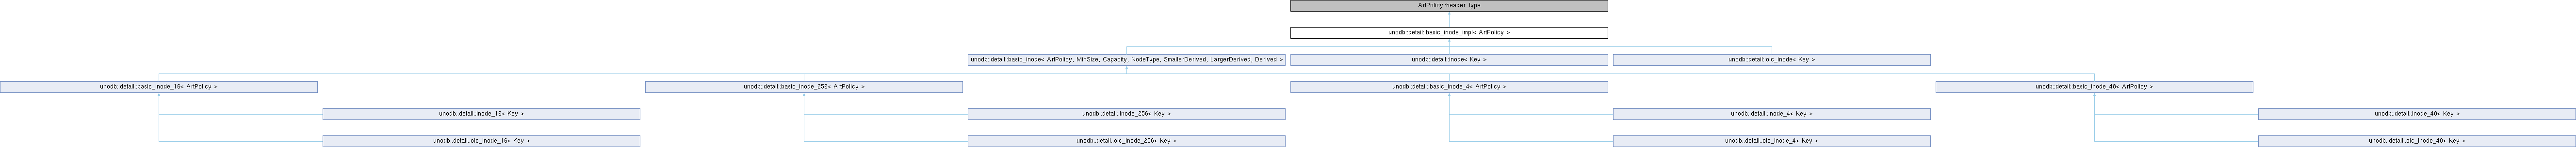 ArtPolicy::header_type
unodb::detail::basic_inode_impl< ArtPolicy >
unodb::detail::basic_inode< ArtPolicy, MinSize, Capacity, NodeType, SmallerDerived, LargerDerived, Derived >
unodb::detail::inode< Key >
unodb::detail::olc_inode< Key >
unodb::detail::basic_inode_16< ArtPolicy >
unodb::detail::basic_inode_256< ArtPolicy >
unodb::detail::basic_inode_4< ArtPolicy >
unodb::detail::basic_inode_48< ArtPolicy >
unodb::detail::inode_16< Key >
unodb::detail::inode_256< Key >
unodb::detail::inode_4< Key >
unodb::detail::inode_48< Key >
unodb::detail::olc_inode_16< Key >
unodb::detail::olc_inode_256< Key >
unodb::detail::olc_inode_4< Key >
unodb::detail::olc_inode_48< Key >